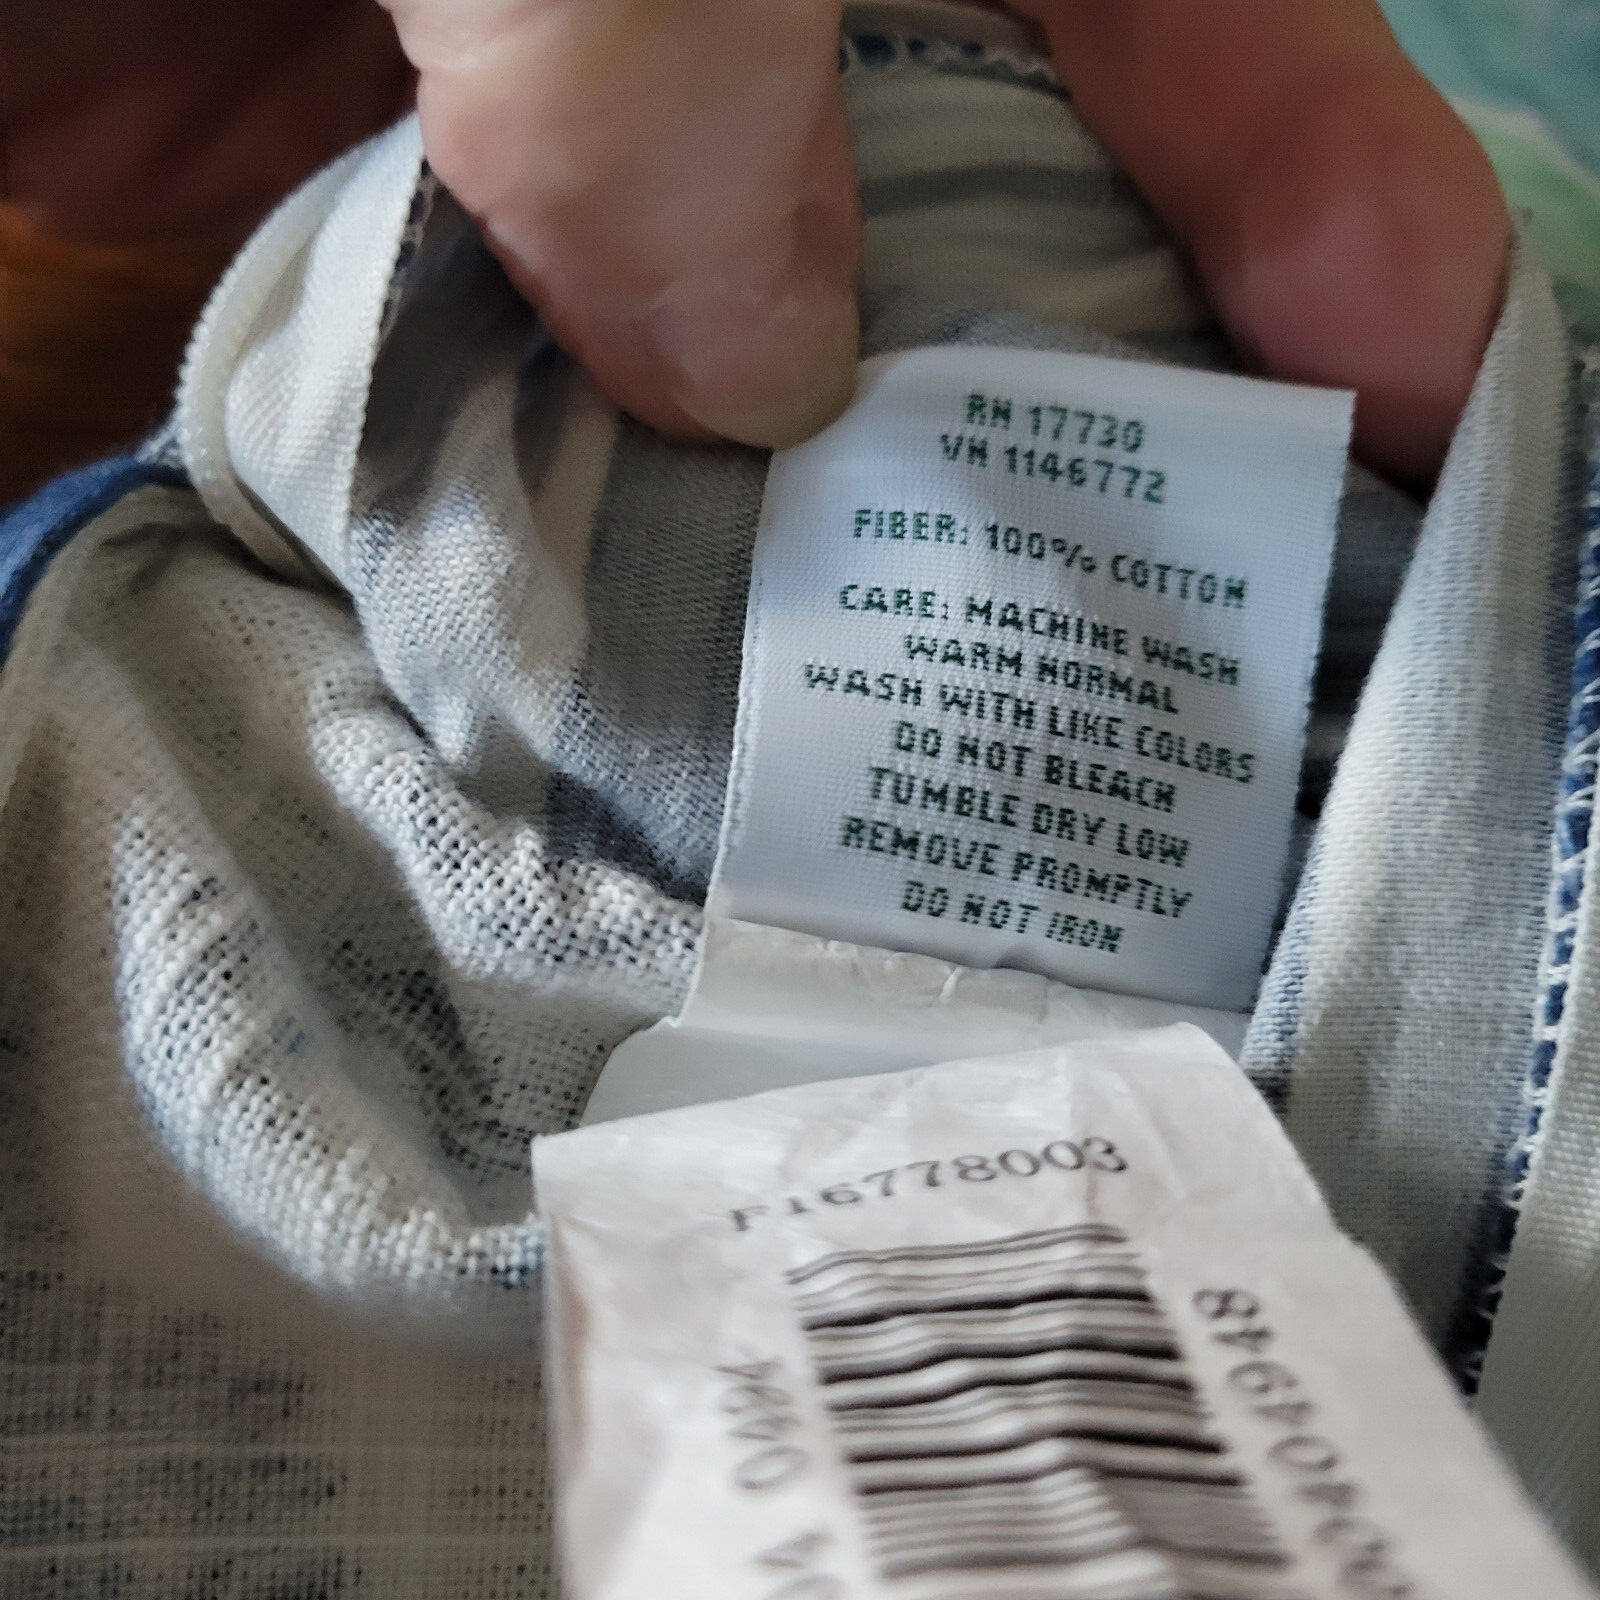 RN 17730
VN 1146772
FIBER: 100% COTTON
CARE: MACHINE WASH
WARM NORMAL
WASH WITH LIKE COLORS
DO NOT BLEACH
TUMBLE DRY LOW
REMOVE PROMPTLY
DO NOT IRON
F16778003